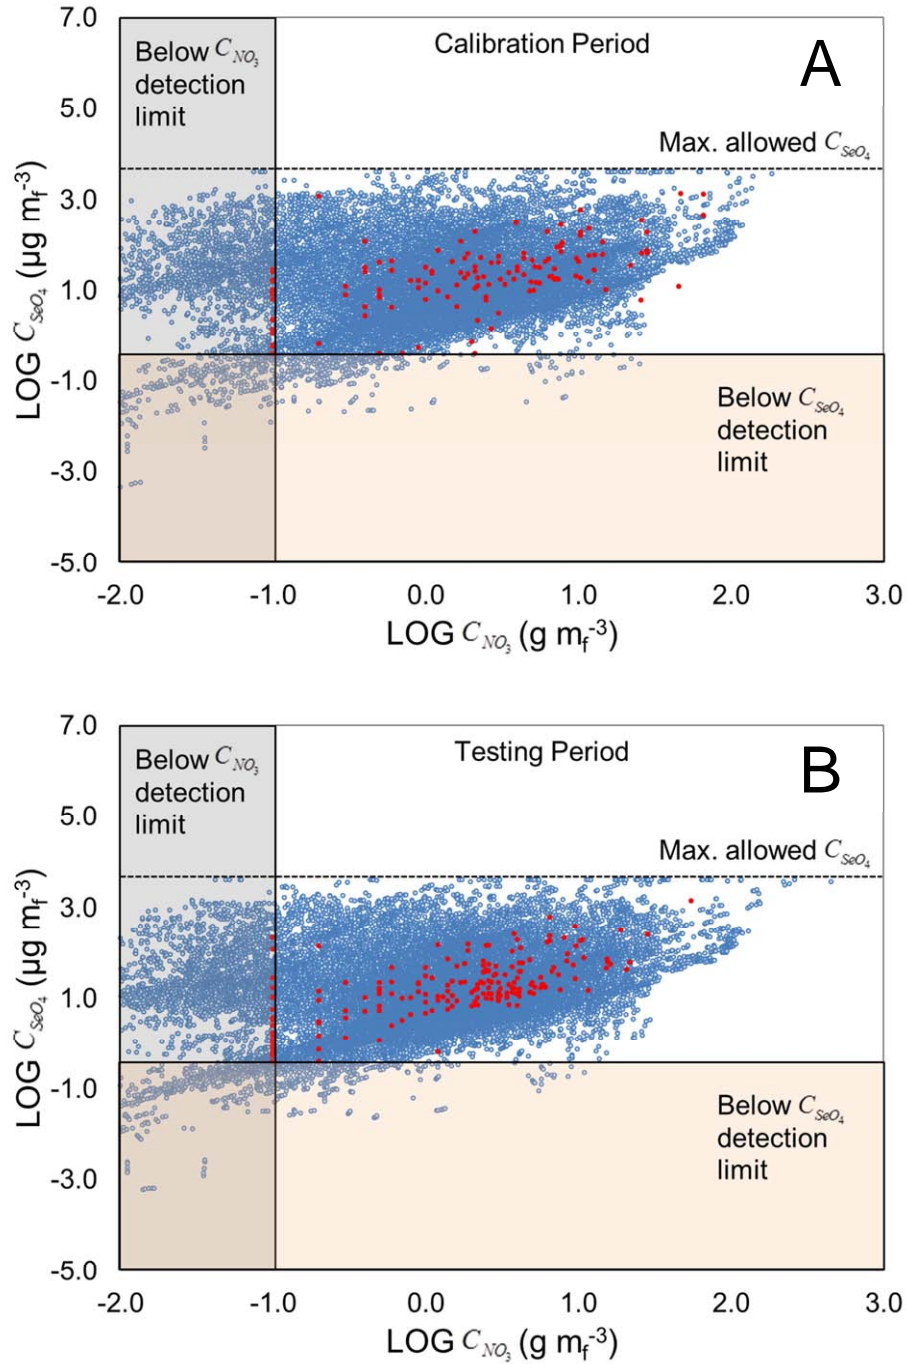 7.0
Below C_NO3
detection
limit
Calibration Period
A
5.0
Max. allowed C_SeO4
3.0
1.0
-1.0
Below C_SeO4
detection
limit
-3.0
-5.0
LOG C_SeO4 (µg m_f^-3)
-2.0 -1.0 0.0 1.0 2.0 3.0
LOG C_NO3 (g m_f^-3)
7.0
Below C_NO3
detection
limit
Testing Period
B
5.0
Max. allowed C_SeO4
3.0
1.0
-1.0
Below C_SeO4
detection
limit
-3.0
-5.0
LOG C_SeO4 (µg m_f^-3)
-2.0 -1.0 0.0 1.0 2.0 3.0
LOG C_NO3 (g m_f^-3)